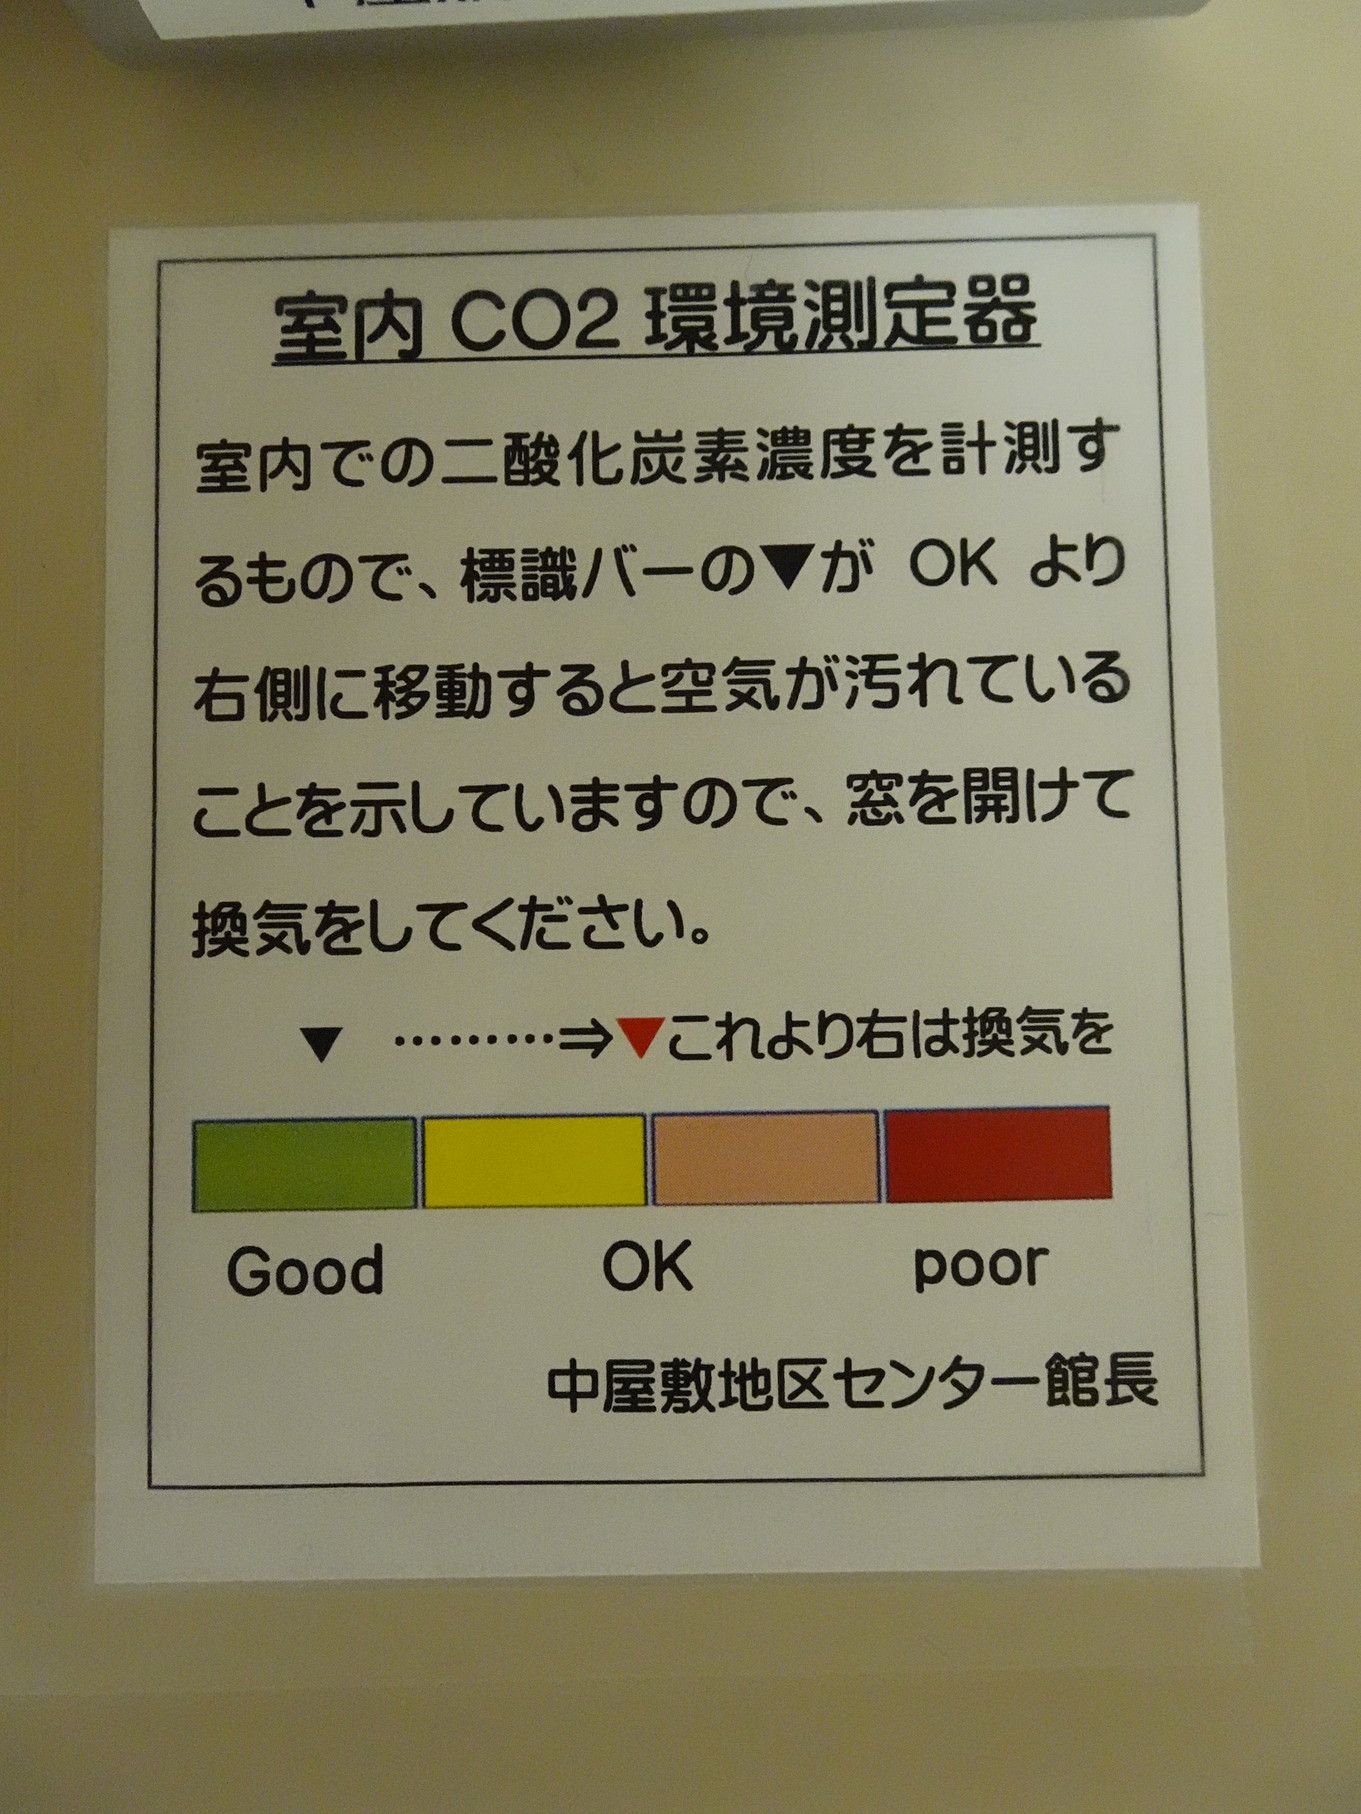 室内 CO2 環境測定器
室内での二酸化炭素濃度を計測す
るもので、標識バーの▼が OK より
右側に移動すると空気が汚れている
ことを示していますので、窓を開けて
換気をしてください。
▼ ………⇒▼これより右は換気を
Good OK poor
中屋敷地区センター館長